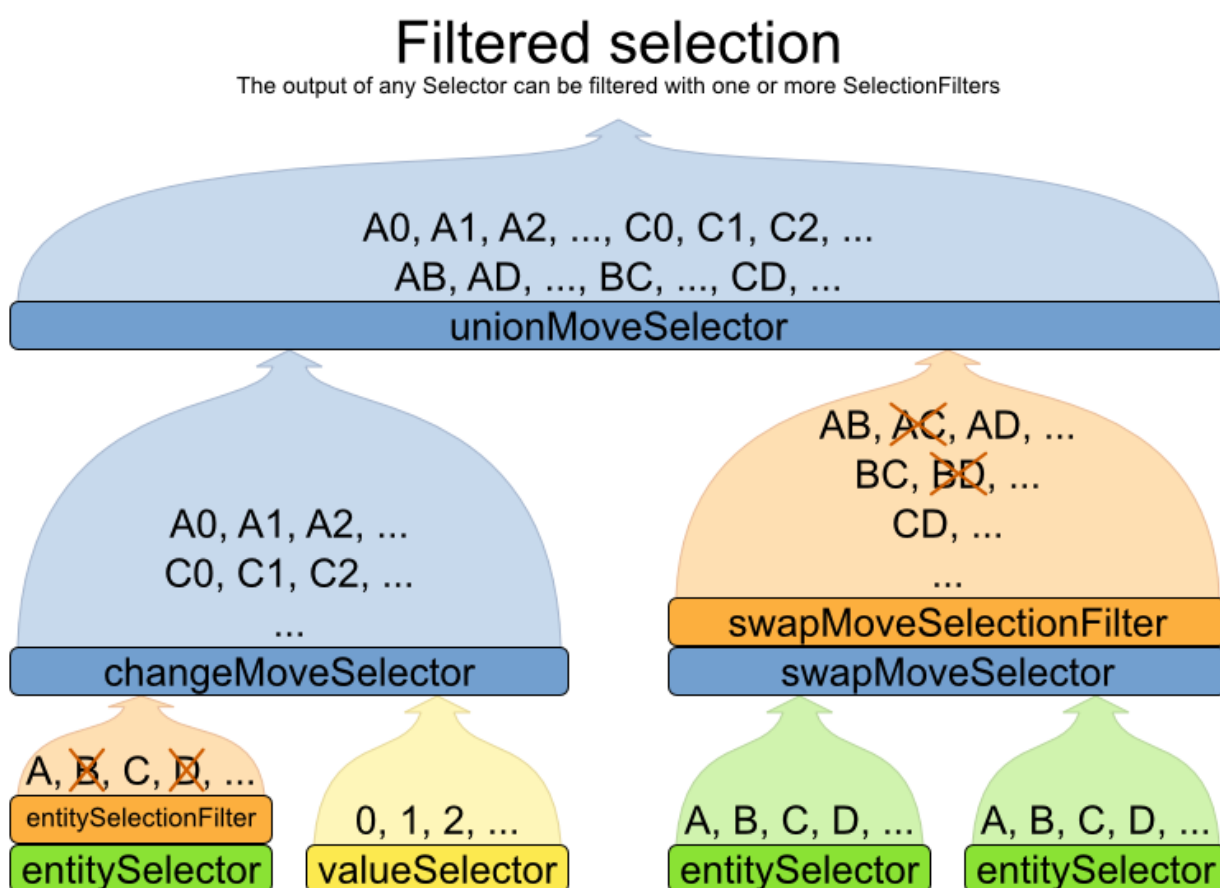 Filtered selection
The output of any Selector can be filtered with one or more SelectionFilters
A0, A1, A2, ..., C0, C1, C2, ...
AB, AD, ..., BC, ..., CD, ...
unionMoveSelector
A0, A1, A2, ...
C0, C1, C2, ...
...
changeMoveSelector
AB, AC, AD, ...
BC, BD, ...
CD, ...
...
swapMoveSelectionFilter
swapMoveSelector
A, B, C, D, ...
entitySelectionFilter
entitySelector
0, 1, 2, ...
valueSelector
A, B, C, D, ...
entitySelector
A, B, C, D, ...
entitySelector